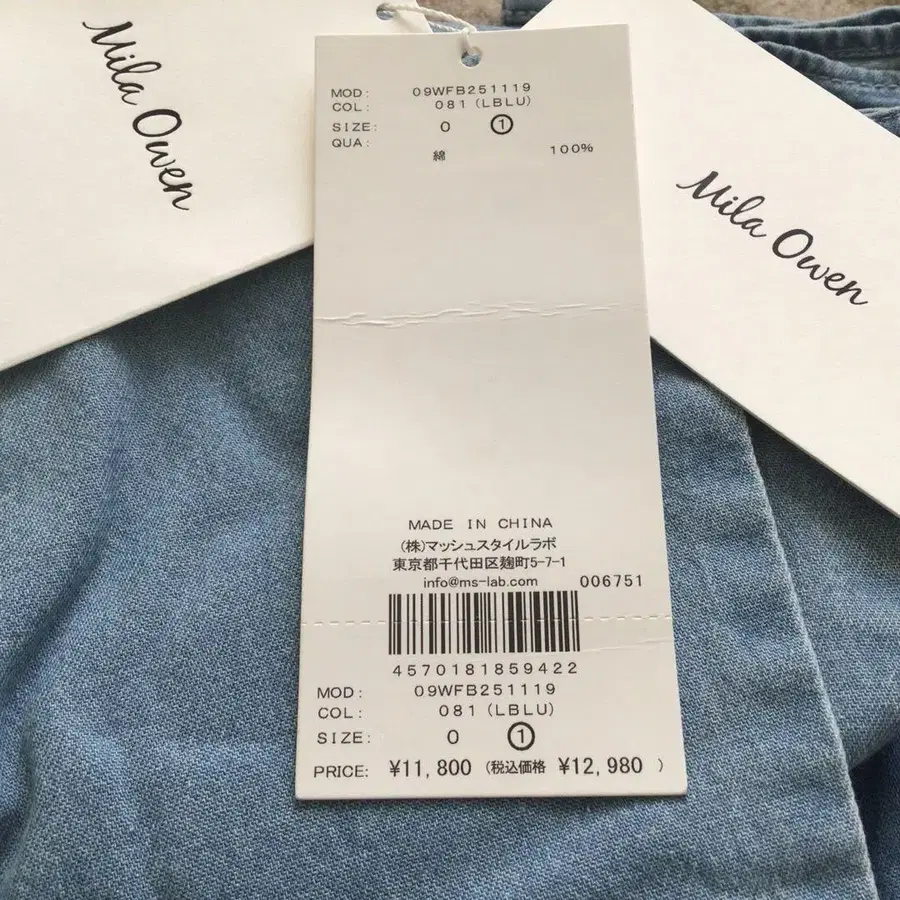 Mila Owen
Mila Owen
MOD: 09WFB251119
COL: 081 (LBLU)
SIZE: 0 ①
QUA:
綿 100%
MADE IN CHINA
(株)マッシュスタイルラボ
東京都千代田区麹町5-7-1
info@ms-lab.com 006751
4570181859422
MOD: 09WFB251119
COL: 081 (LBLU)
SIZE: 0 ①
PRICE: ¥11,800 (税込価格 ¥12,980 )